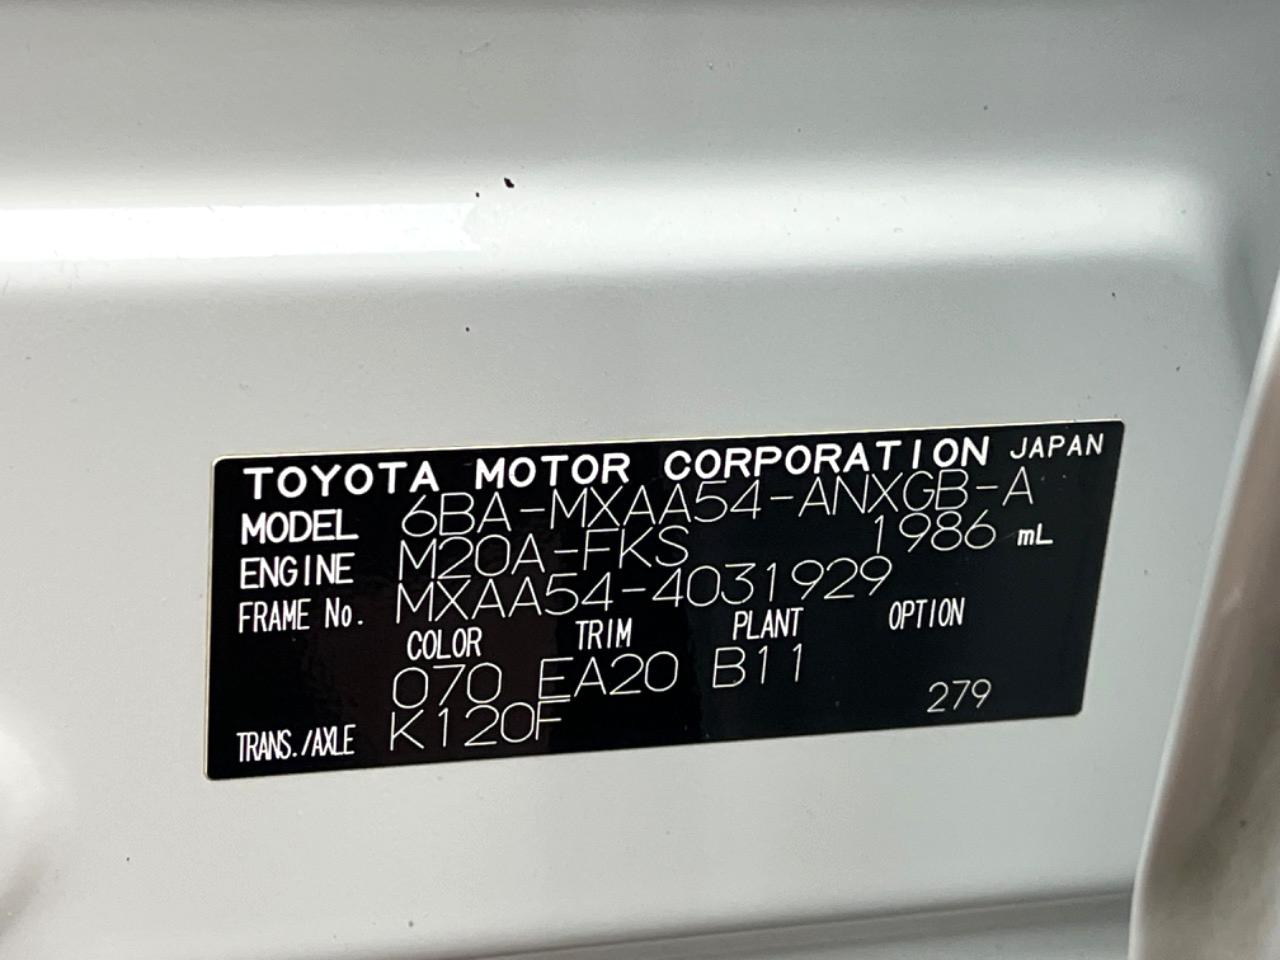 TOYOTA MOTOR CORPORATION JAPAN
MODEL 6BA-MXAA54-ANXGB-A
ENGINE M20A-FKS 1986 mL
FRAME No. MXAA54-4031929
COLOR TRIM PLANT OPTION
070 EA20 B11
TRANS./AXLE K120F 279